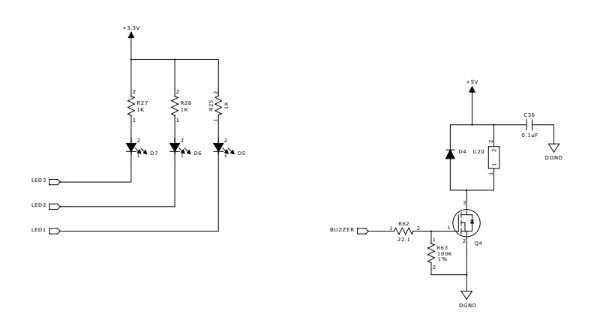 +3.3V
2 2 2
R27 R26 R25
1K 1K 1K
1 1 1
2 2 2
D7 D6 D5
1 1 1
LED3
LED2
LED1
+5V
C36
0.1uF
DGND
D4 U20 2 2
1 1
3
BUZZER 1 R62 2 1
22.1
2 Q4
1
R63
100K
1%
2
DGND